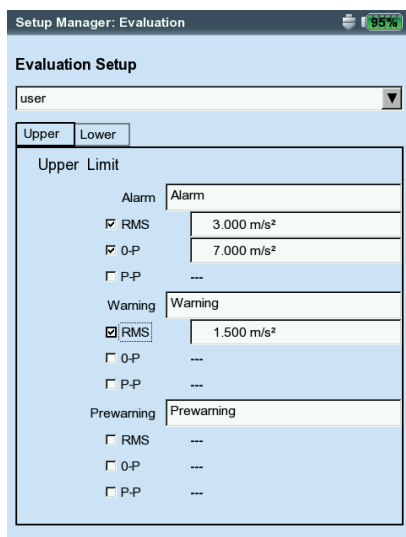 Setup Manager: Evaluation 95%
Evaluation Setup
user
Upper Lower
Upper Limit
Alarm Alarm
RMS 3.000 m/s²
0-P 7.000 m/s²
P-P ---
Warning Warning
RMS 1.500 m/s²
0-P ---
P-P ---
Prewarning Prewarning
RMS ---
0-P ---
P-P ---